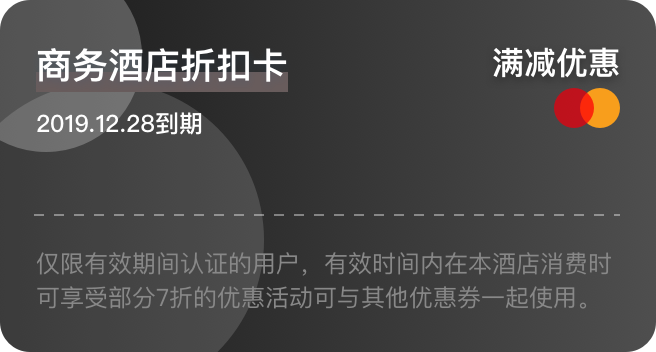 商务酒店折扣卡
满减优惠
2019.12.28到期
仅限有效期间认证的用户，有效时间内在本酒店消费时
可享受部分7折的优惠活动可与其他优惠券一起使用。